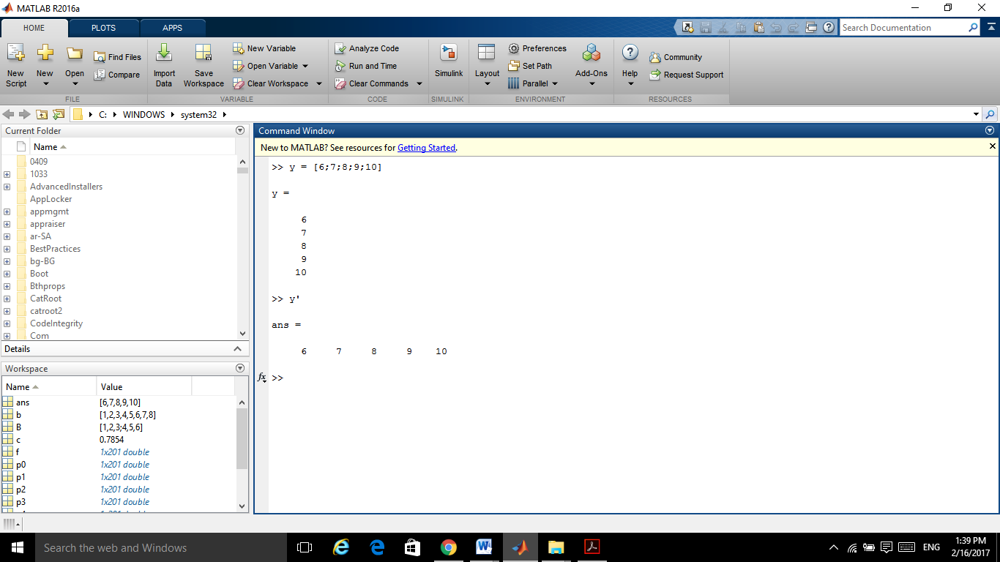 MATLAB R2016a
HOME PLOTS APPS
Search Documentation
New Script
New
Open
Find Files
Compare
Import Data
Save Workspace
New Variable
Open Variable
Clear Workspace
Analyze Code
Run and Time
Clear Commands
Simulink
Layout
Preferences
Set Path
Parallel
Add-Ons
Help
Community
Request Support
FILE VARIABLE CODE SIMULINK ENVIRONMENT RESOURCES
C: WINDOWS system32
Current Folder
Name
0409
1033
AdvancedInstallers
AppLocker
appmgmt
appraiser
ar-SA
BestPractices
bg-BG
Boot
Bthprops
CatRoot
catroot2
CodeIntegrity
Com
Details
Workspace
Name Value
ans [6,7,8,9,10]
b [1,2,3,4,5,6,7,8]
B [1,2,3;4,5,6]
c 0.7854
f 1x201 double
p0 1x201 double
p1 1x201 double
p2 1x201 double
p3 1x201 double
Command Window
New to MATLAB? See resources for Getting Started.
>> y = [6;7;8;9;10]
y =
6
7
8
9
10
>> y'
ans =
6 7 8 9 10
fx >>
Search the web and Windows
ENG
1:39 PM
2/16/2017